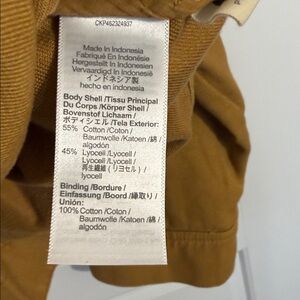 CKP462324937
Made In Indonesia
Fabriqué En Indonésie
Hergestellt In Indonesien
Vervaardigd In Indonesië
インドネシア製
hecho en indonesia
Body Shell /Tissu Principal
Du Corps /Körper Shell /
Bovenstof Lichaam /
ボディシェル /Tela Exterior:
55% Cotton /Coton /
Baumwolle /Katoen /綿 /
algodón
45% Lyocell /Lyocell /
Lyocell /Lyocell /
再生繊維 (リヨセル) /
lyocell
Binding /Bordure /
Einfassung /Boord /縁取り /
Unión:
100% Cotton /Coton /
Baumwolle /Katoen /綿 /
algodón